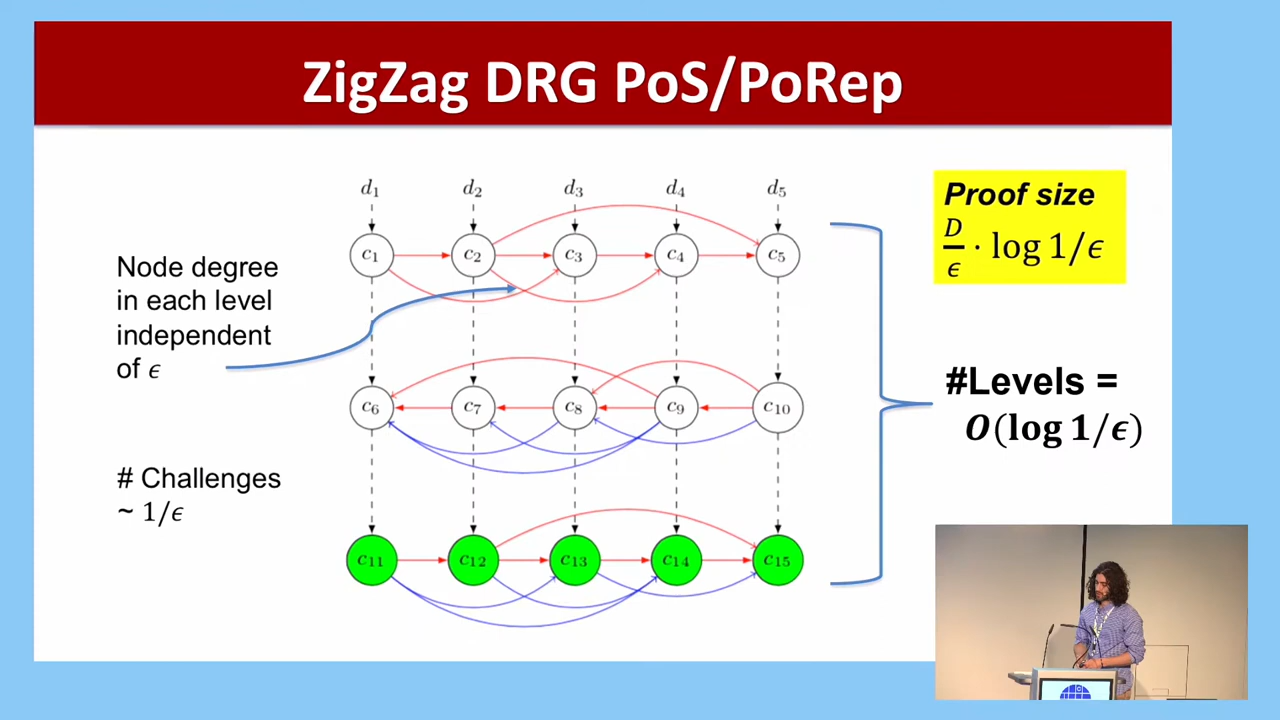 ZigZag DRG PoS/PoRep
d₁ d₂ d₃ d₄ d₅
c₁ c₂ c₃ c₄ c₅
Node degree
in each level
independent
of ϵ
c₆ c₇ c₈ c₉ c₁₀
# Challenges
~ 1/ϵ
c₁₁ c₁₂ c₁₃ c₁₄ c₁₅
Proof size
D/ϵ · log 1/ϵ
#Levels =
O(log 1/ϵ)